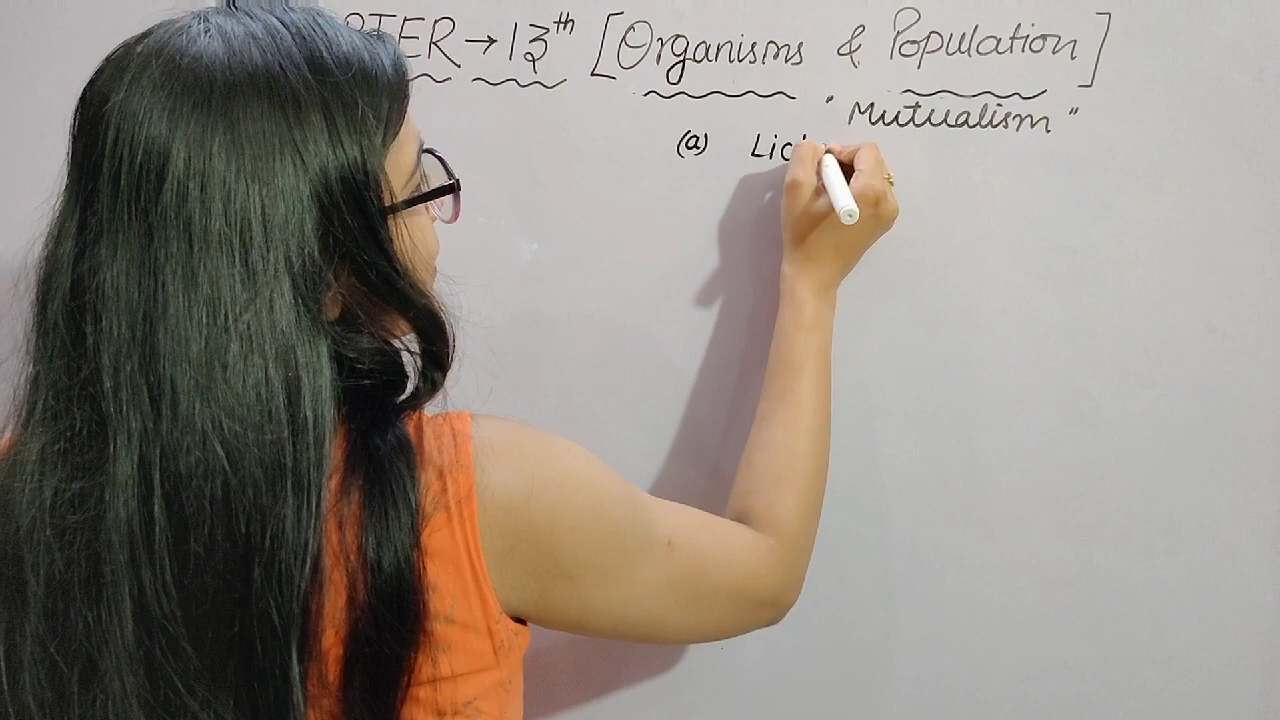 PTER → 13th [Organisms & Population]
"Mutualism"
(a) Lic